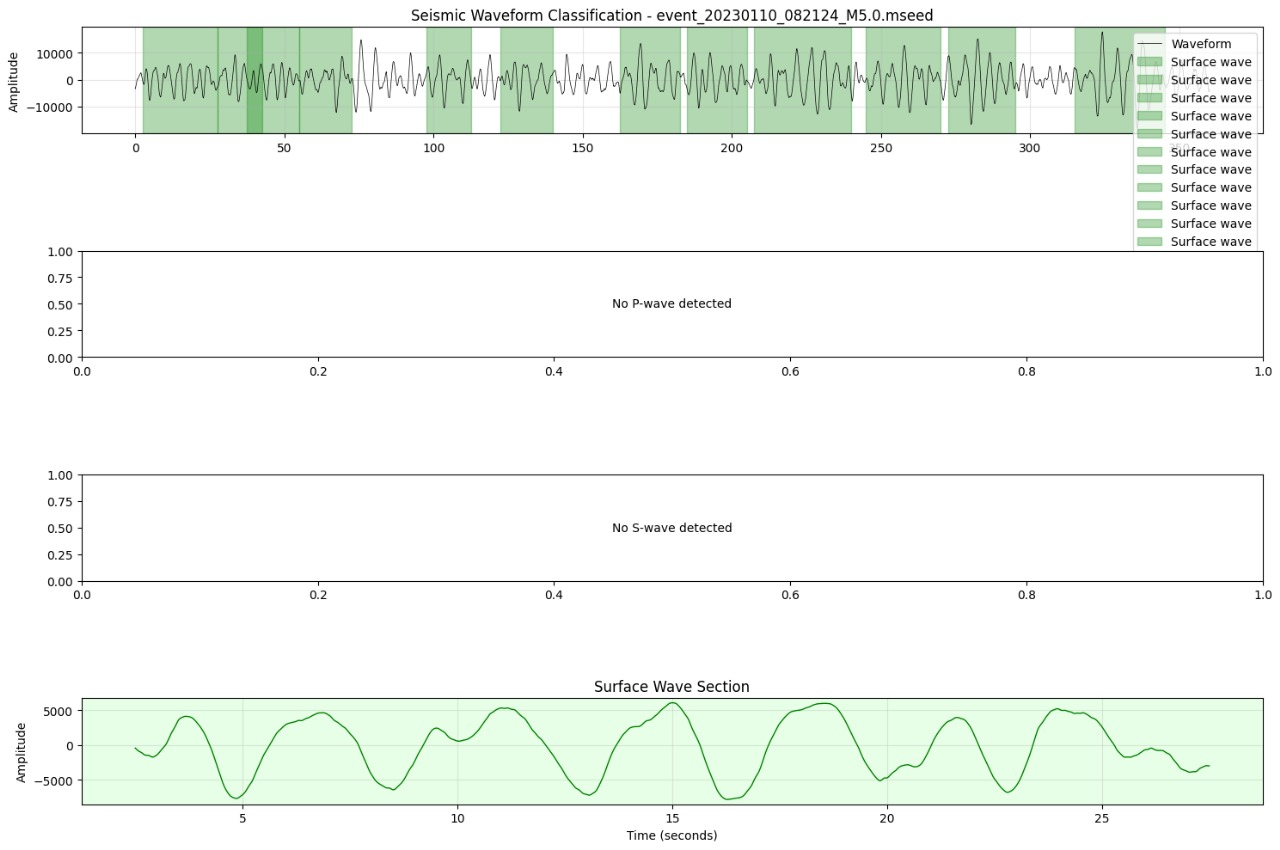 Seismic Waveform Classification - event_20230110_082124_M5.0.mseed
Amplitude
10000
0
−10000
0
50
100
150
200
250
300
350
Waveform
Surface wave
Surface wave
Surface wave
Surface wave
Surface wave
Surface wave
Surface wave
Surface wave
Surface wave
Surface wave
Surface wave
1.00
0.75
0.50
0.25
0.00
No P-wave detected
0.0
0.2
0.4
0.6
0.8
1.0
1.00
0.75
0.50
0.25
0.00
No S-wave detected
0.0
0.2
0.4
0.6
0.8
1.0
Surface Wave Section
Amplitude
5000
0
−5000
5
10
15
20
25
Time (seconds)